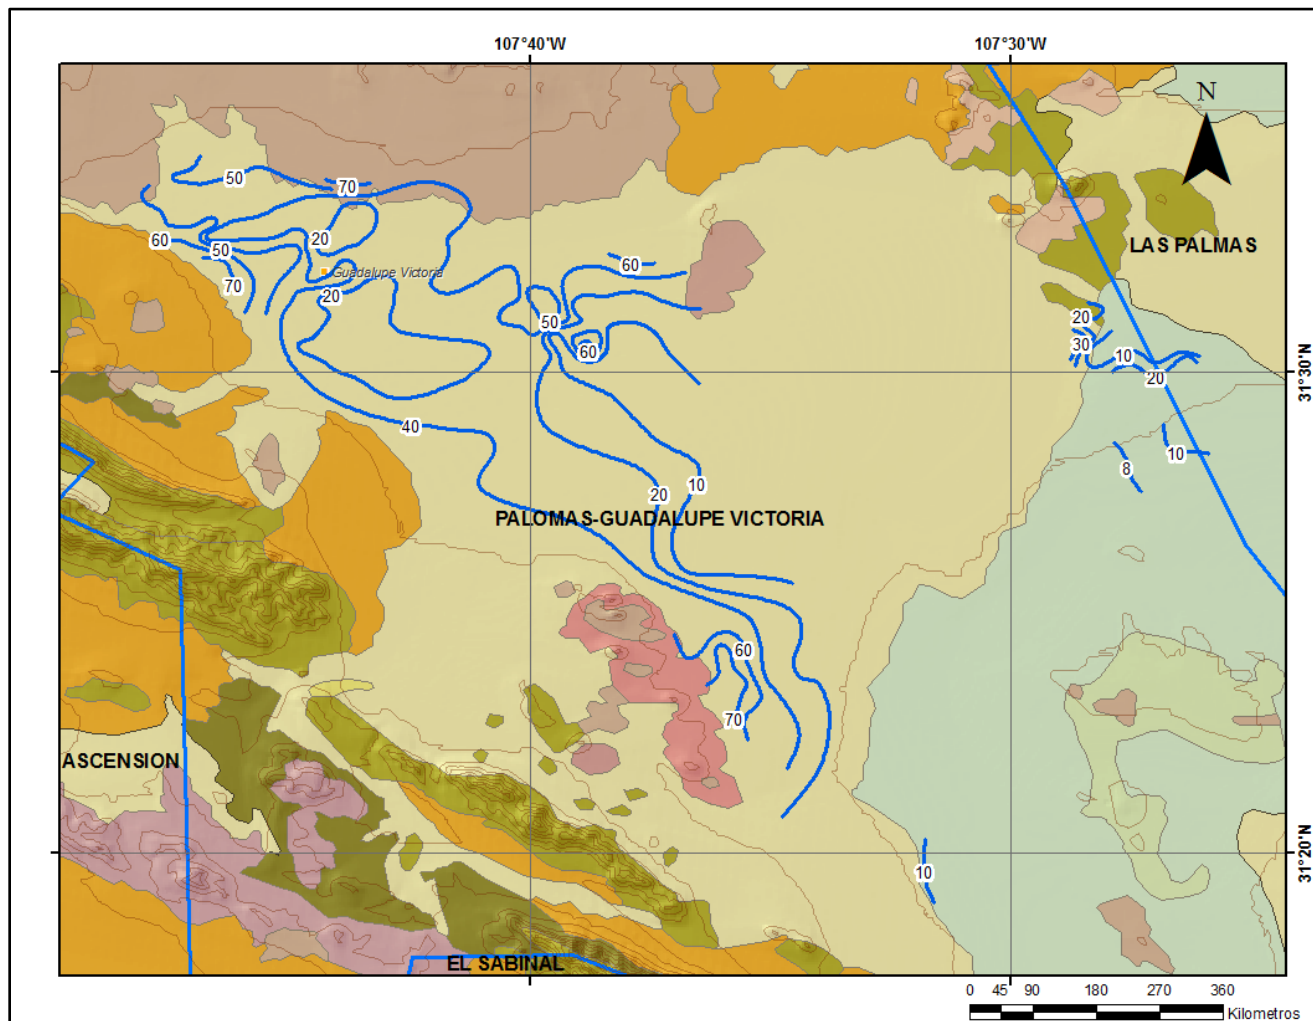 107°40'W 107°30'W
N
50
70
60
20
50
LAS PALMAS
60
Guadalupe Victoria
70
20
50
20
60
30
10
20
31°30'N
40
10
8
20
10
PALOMAS-GUADALUPE VICTORIA
60
70
ASCENSION
31°20'N
10
EL SABINAL
0 45 90 180 270 360
Kilometros